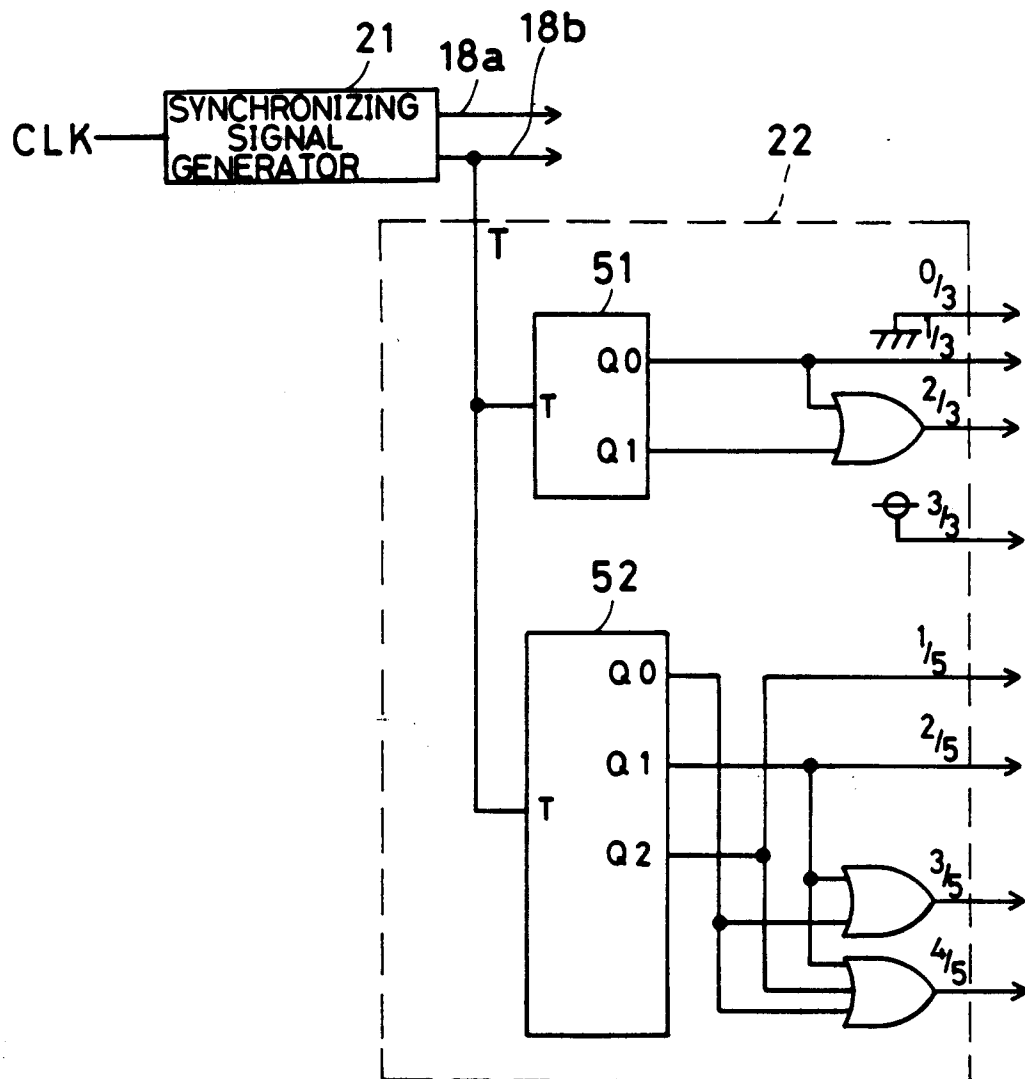 21
18a
18b
CLK
SYNCHRONIZING
SIGNAL
GENERATOR
22
T
51
0/3
1/3
Q0
T
2/3
Q1
3/3
52
1/5
Q0
2/5
Q1
T
Q2
3/5
4/5